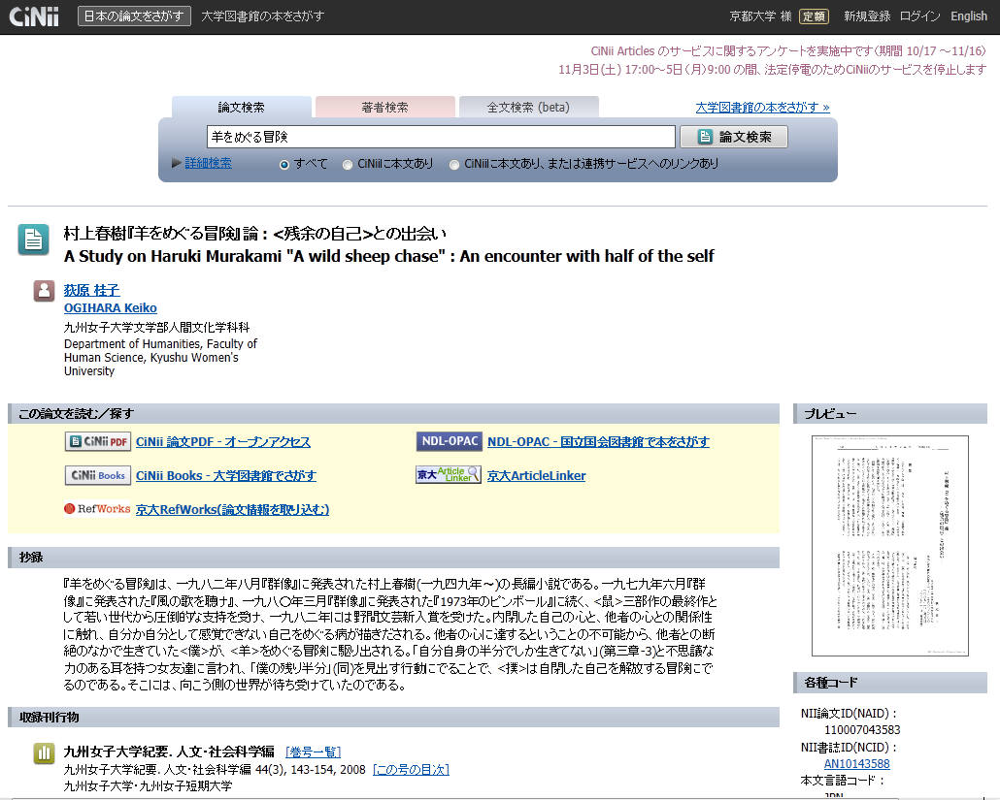 CiNii 日本の論文をさがす 大学図書館の本をさがす 京都大学 様 定額 新規登録 ログイン English
CiNii Articles のサービスに関するアンケートを実施中です(期間 10/17 ～11/16)
11月3日(土) 17:00～5日(月)9:00 の間、法定停電のためCiNiiのサービスを停止します
論文検索 著者検索 全文検索 (beta) 大学図書館の本をさがす »
羊をめぐる冒険 論文検索
詳細検索 すべて CiNiiに本文あり CiNiiに本文あり、または連携サービスへのリンクあり
村上春樹『羊をめぐる冒険』論 : <残余の自己>との出会い
A Study on Haruki Murakami "A wild sheep chase" : An encounter with half of the self
荻原 桂子
OGIHARA Keiko
九州女子大学文学部人間文化学科科
Department of Humanities, Faculty of
Human Science, Kyushu Women's
University
この論文を読む／探す
CiNii PDF CiNii 論文PDF - オープンアクセス NDL-OPAC NDL-OPAC - 国立国会図書館で本をさがす
CiNii Books CiNii Books - 大学図書館でさがす 京大 Article Linker 京大ArticleLinker
RefWorks 京大RefWorks(論文情報を取り込む)
抄録
『羊をめぐる冒険』は、一九八二年八月『群像』に発表された村上春樹(一九四九年～)の長編小説である。一九七九年六月『群
像』に発表された『風の歌を聴け』、一九八〇年三月『群像』に発表された『1973年のピンボール』に続く、<鼠>三部作の最終作と
して若い世代から圧倒的な支持を受け、一九八二年には野間文芸新人賞を受けた。内閉した自己の心と、他者の心との関係性
に触れ、自分が自分として感覚できない自己をめぐる病が描きだされる。他者の心に達するということの不可能から、他者との断
絶のなかで生きていた<僕>が、<羊>をめぐる冒険に駆り出される。「自分自身の半分でしか生きてない」(第三章-3)と不思議な
力のある耳を持つ女友達に言われ、「僕の残り半分」(同)を見出す行動にでることで、<撲>は自閉した自己を解放する冒険にで
るのである。そこには、向こう側の世界が待ち受けていたのである。
収録刊行物
九州女子大学紀要. 人文・社会科学編 [巻号一覧]
九州女子大学紀要. 人文・社会科学編 44(3), 143-154, 2008 [この号の目次]
九州女子大学・九州女子短期大学
プレビュー
各種コード
NII論文ID(NAID) :
110007043583
NII書誌ID(NCID) :
AN10143588
本文言語コード :
JPN